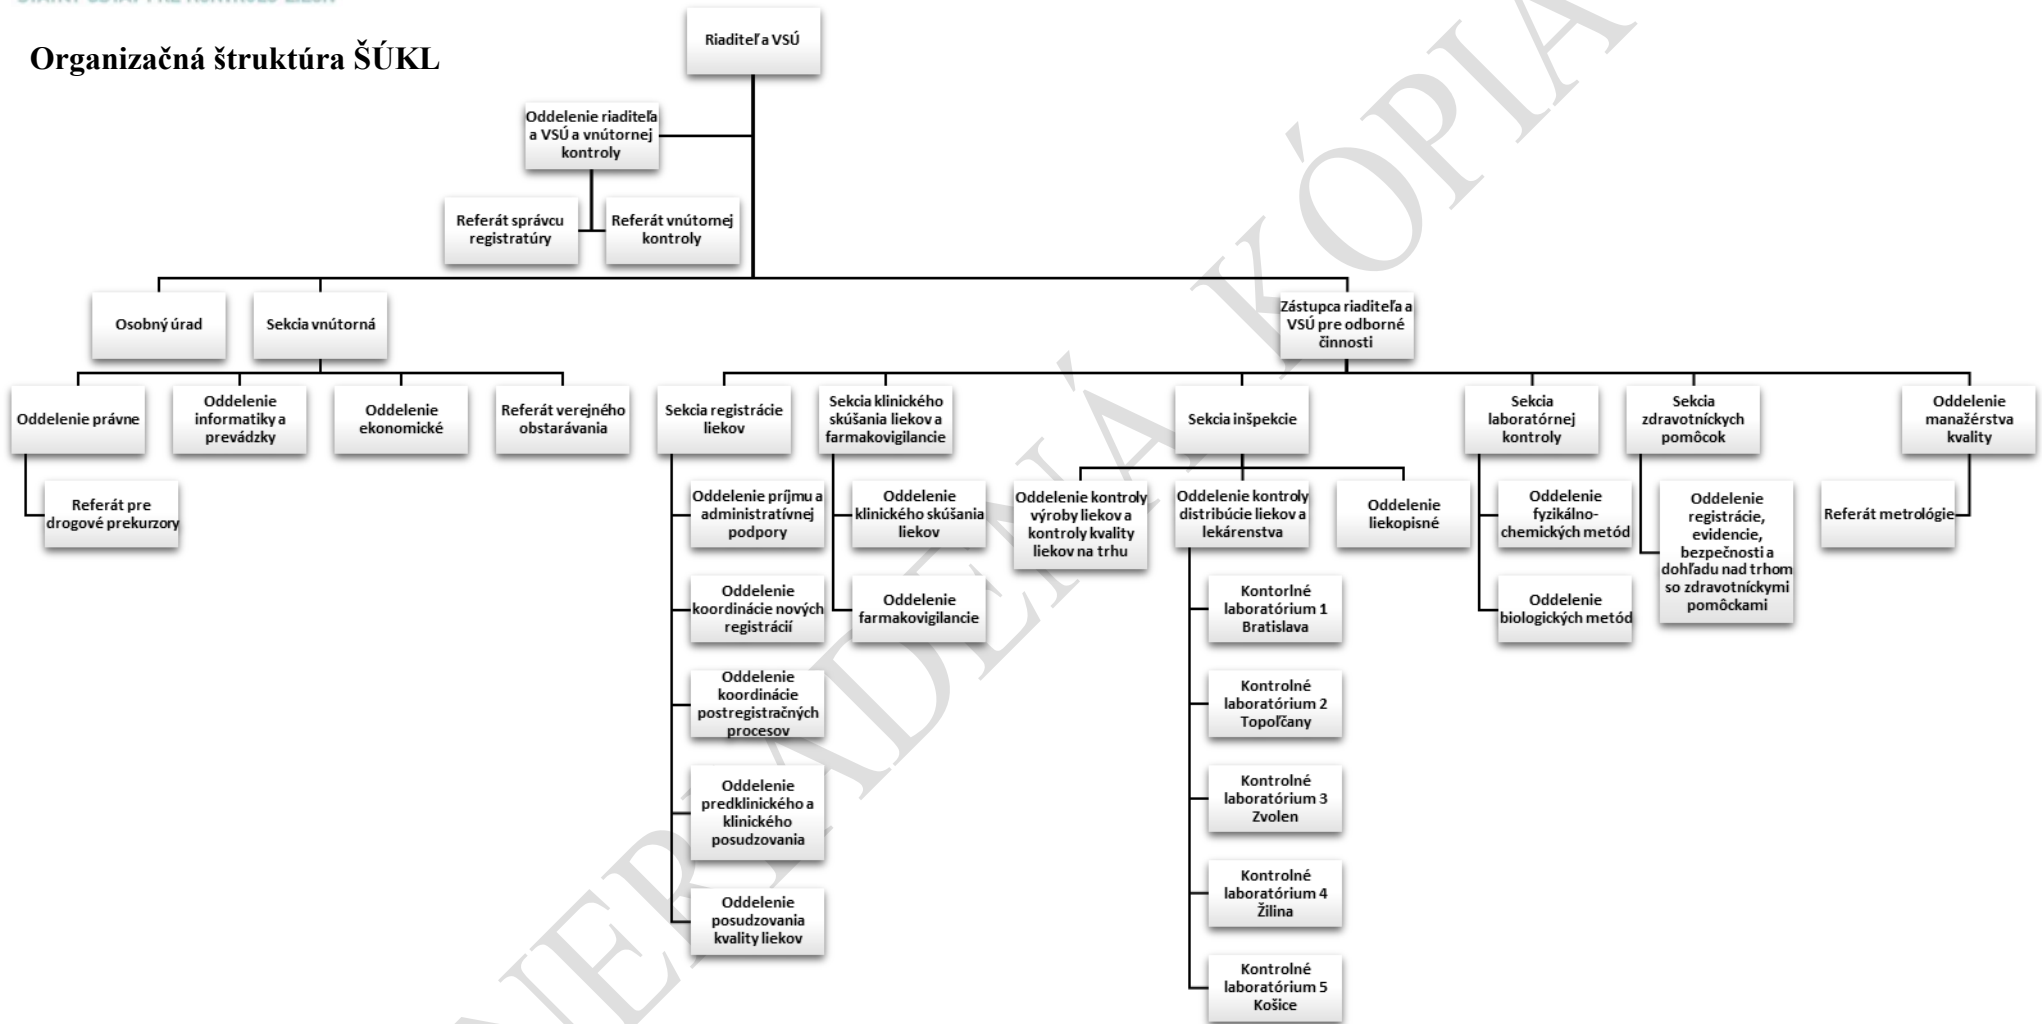 Organizačná štruktúra ŠÚKL
Riaditeľ a VSÚ
Oddelenie riaditeľa
a VSÚ a vnútornej
kontroly
Referát správcu
registratúry
Referát vnútornej
kontroly
Osobný úrad
Sekcia vnútorná
Zástupca riaditeľa a
VSÚ pre odborné
činnosti
Oddelenie právne
Oddelenie
informatiky a
prevádzky
Oddelenie
ekonomické
Referát verejného
obstarávania
Sekcia registrácie
liekov
Sekcia klinického
skúšania liekov a
farmakovigilancie
Sekcia inšpekcie
Sekcia
laboratórnej
kontroly
Sekcia
zdravotníckych
pomôcok
Oddelenie
manažérstva
kvality
Referát pre
drogové prekurzory
Oddelenie príjmu a
administratívnej
podpory
Oddelenie
klinického skúšania
liekov
Oddelenie kontroly
výroby liekov a
kontroly kvality
liekov na trhu
Oddelenie kontroly
distribúcie liekov a
lekárenstva
Oddelenie
liekopisné
Oddelenie
fyzikálno-
chemických metód
Oddelenie
registrácie,
evidencie,
bezpečnosti a
dohľadu nad trhom
so zdravotníckymi
pomôckami
Referát metrológie
Oddelenie
koordinácie nových
registrácií
Oddelenie
farmakovigilancie
Kontorlné
laboratórium 1
Bratislava
Oddelenie
biologických metód
Oddelenie
koordinácie
postregistračných
procesov
Kontrolné
laboratórium 2
Topoľčany
Oddelenie
predklinického a
klinického
posudzovania
Kontrolné
laboratórium 3
Zvolen
Oddelenie
posudzovania
kvality liekov
Kontrolné
laboratórium 4
Žilina
Kontrolné
laboratórium 5
Košice
NERIADENÁ KÓPIA